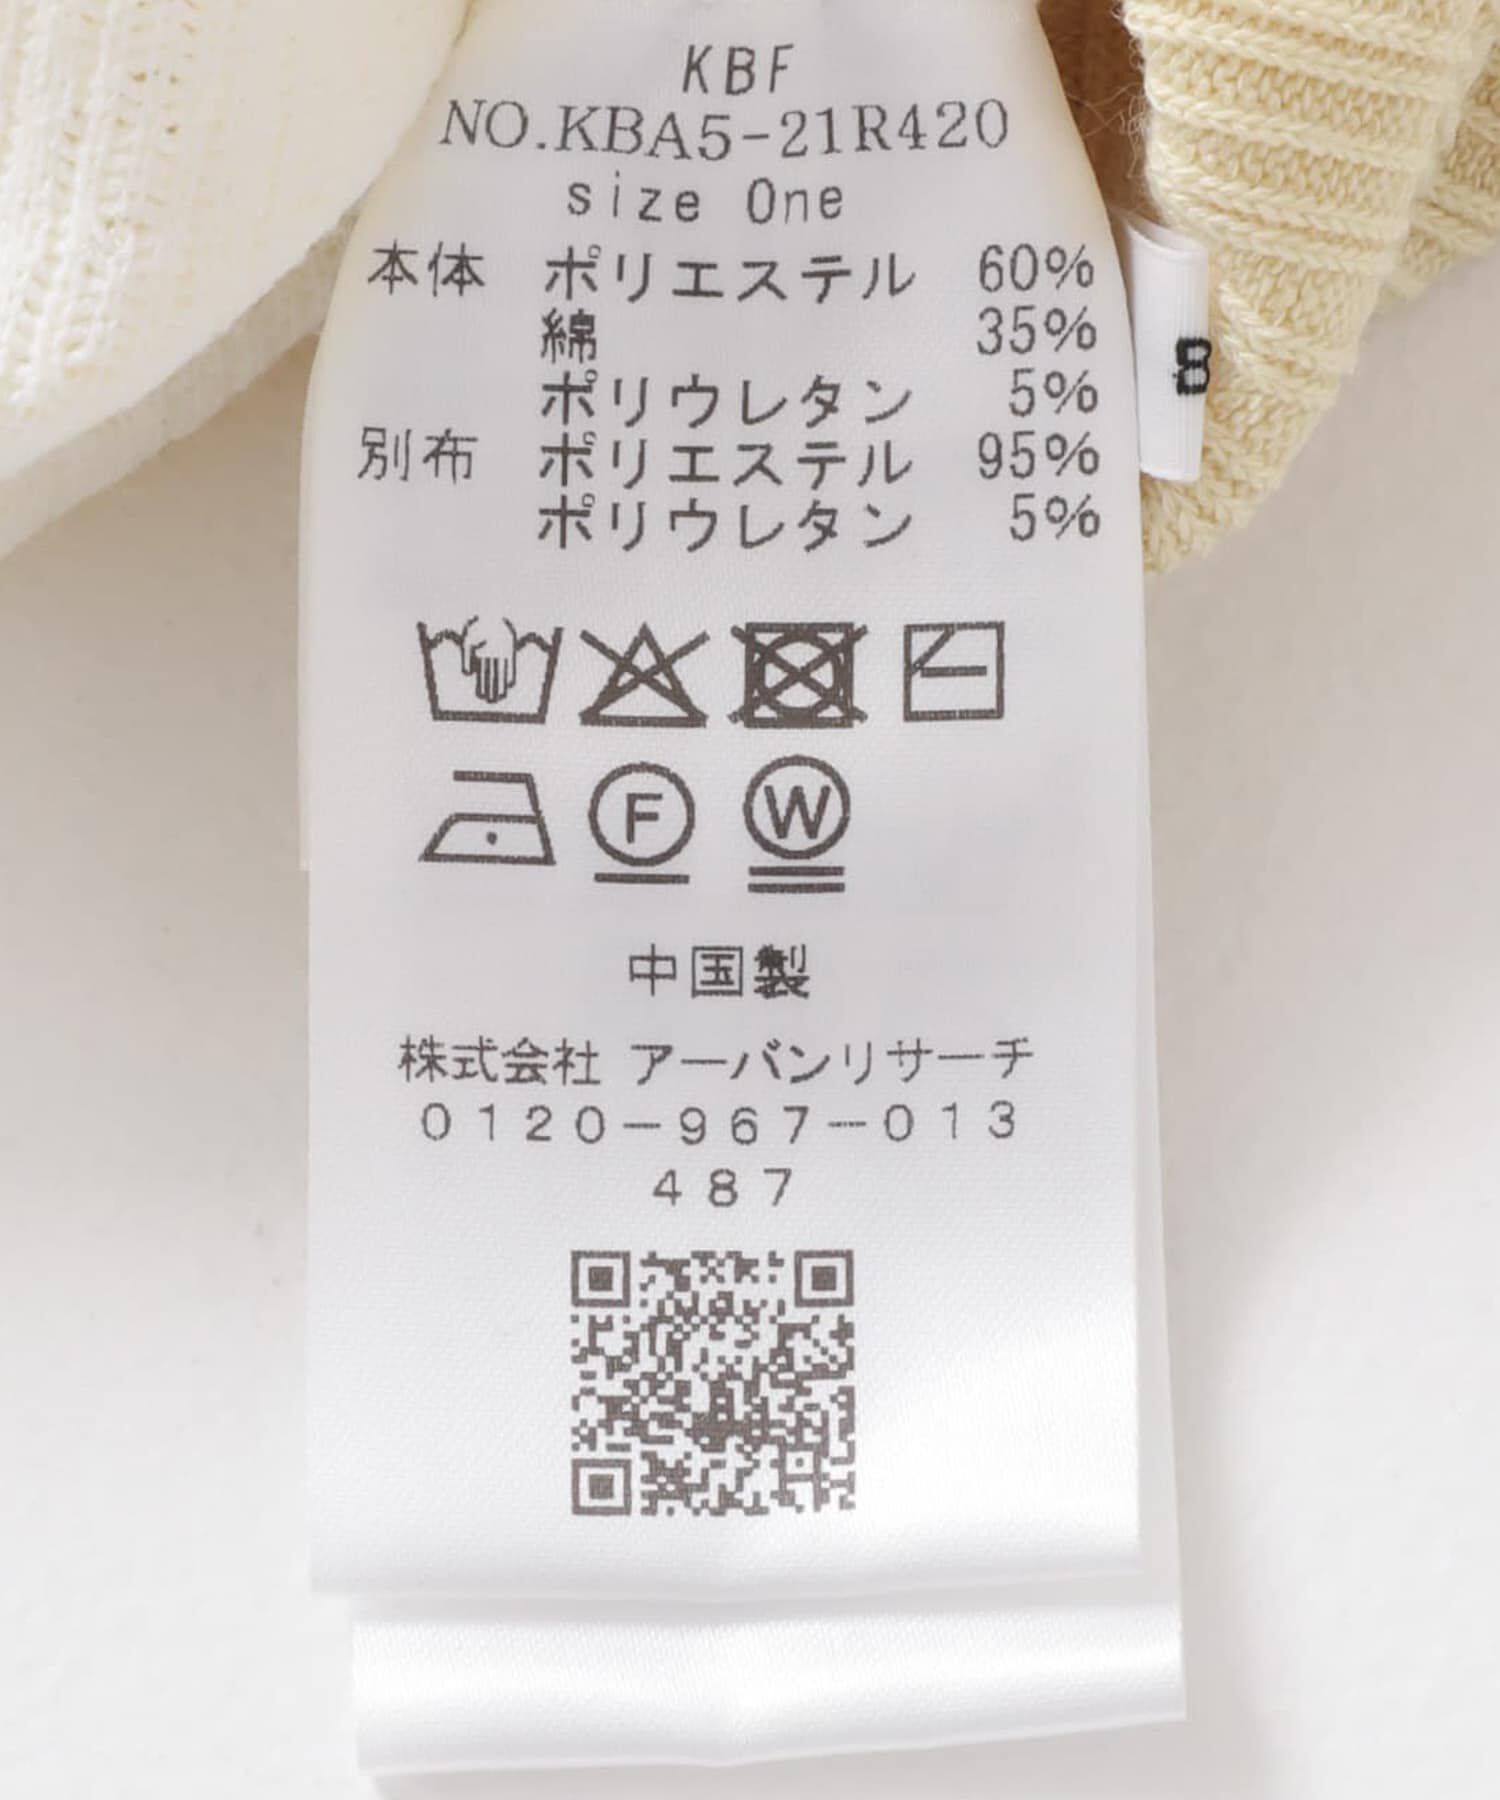 KBF
NO.KBA5-21R420
size One
本体 ポリエステル 60%
綿 35%
ポリウレタン 5%
別布 ポリエステル 95%
ポリウレタン 5%
F
W
中国製
株式会社 アーバンリサーチ
0120-967-013
487
8